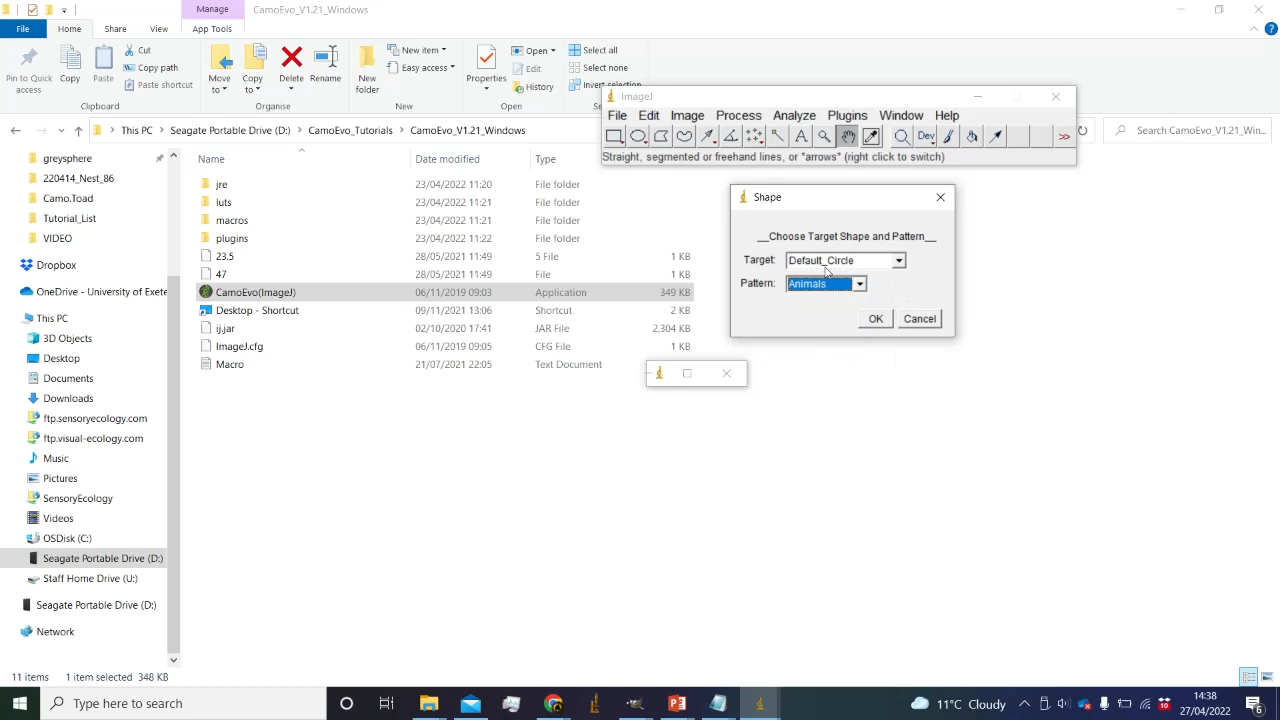 Manage
CamoEvo_V1.21_Windows
File
Home
Share
View
App Tools
Pin to Quick access
Copy
Paste
Cut
Copy path
Paste shortcut
Clipboard
Move to
Copy to
Delete
Rename
Organise
New folder
New item
Easy access
New
Properties
Open
Edit
History
Open
Select all
Select none
Invert selection
This PC
Seagate Portable Drive (D:)
CamoEvo_Tutorials
CamoEvo_V1.21_Windows
Search CamoEvo_V1.21_Win...
ImageJ
File Edit Image Process Analyze Plugins Window Help
A
Dev
>>
Straight, segmented or freehand lines, or *arrows* (right click to switch)
greysphere
220414_Nest_86
Camo.Toad
Tutorial_List
VIDEO
Dropbox
OneDrive - University of Exete
This PC
3D Objects
Desktop
Documents
Downloads
ftp.sensoryecology.com
ftp.visual-ecology.com
Music
Pictures
SensoryEcology
Videos
OSDisk (C:)
Seagate Portable Drive (D:)
Staff Home Drive (U:)
Seagate Portable Drive (D:)
Network
Name Date modified Type
jre 23/04/2022 11:20 File folder
luts 23/04/2022 11:21 File folder
macros 23/04/2022 11:21 File folder
plugins 23/04/2022 11:22 File folder
23.5 28/05/2019 11:49 5 File 1 KB
47 28/05/2019 11:49 File 1 KB
CamoEvo(ImageJ) 06/11/2019 09:03 Application 349 KB
Desktop - Shortcut 09/11/2021 13:06 Shortcut 2 KB
ij.jar 02/10/2020 17:41 JAR File 2,304 KB
ImageJ.cfg 06/11/2019 09:05 CFG File 1 KB
Macro 21/07/2021 22:05 Text Document
Shape
__Choose Target Shape and Pattern__
Target: Default_Circle
Pattern: Animals
OK Cancel
11 items 1 item selected 348 KB
Type here to search
11°C Cloudy
10
14:38
27/04/2022
6